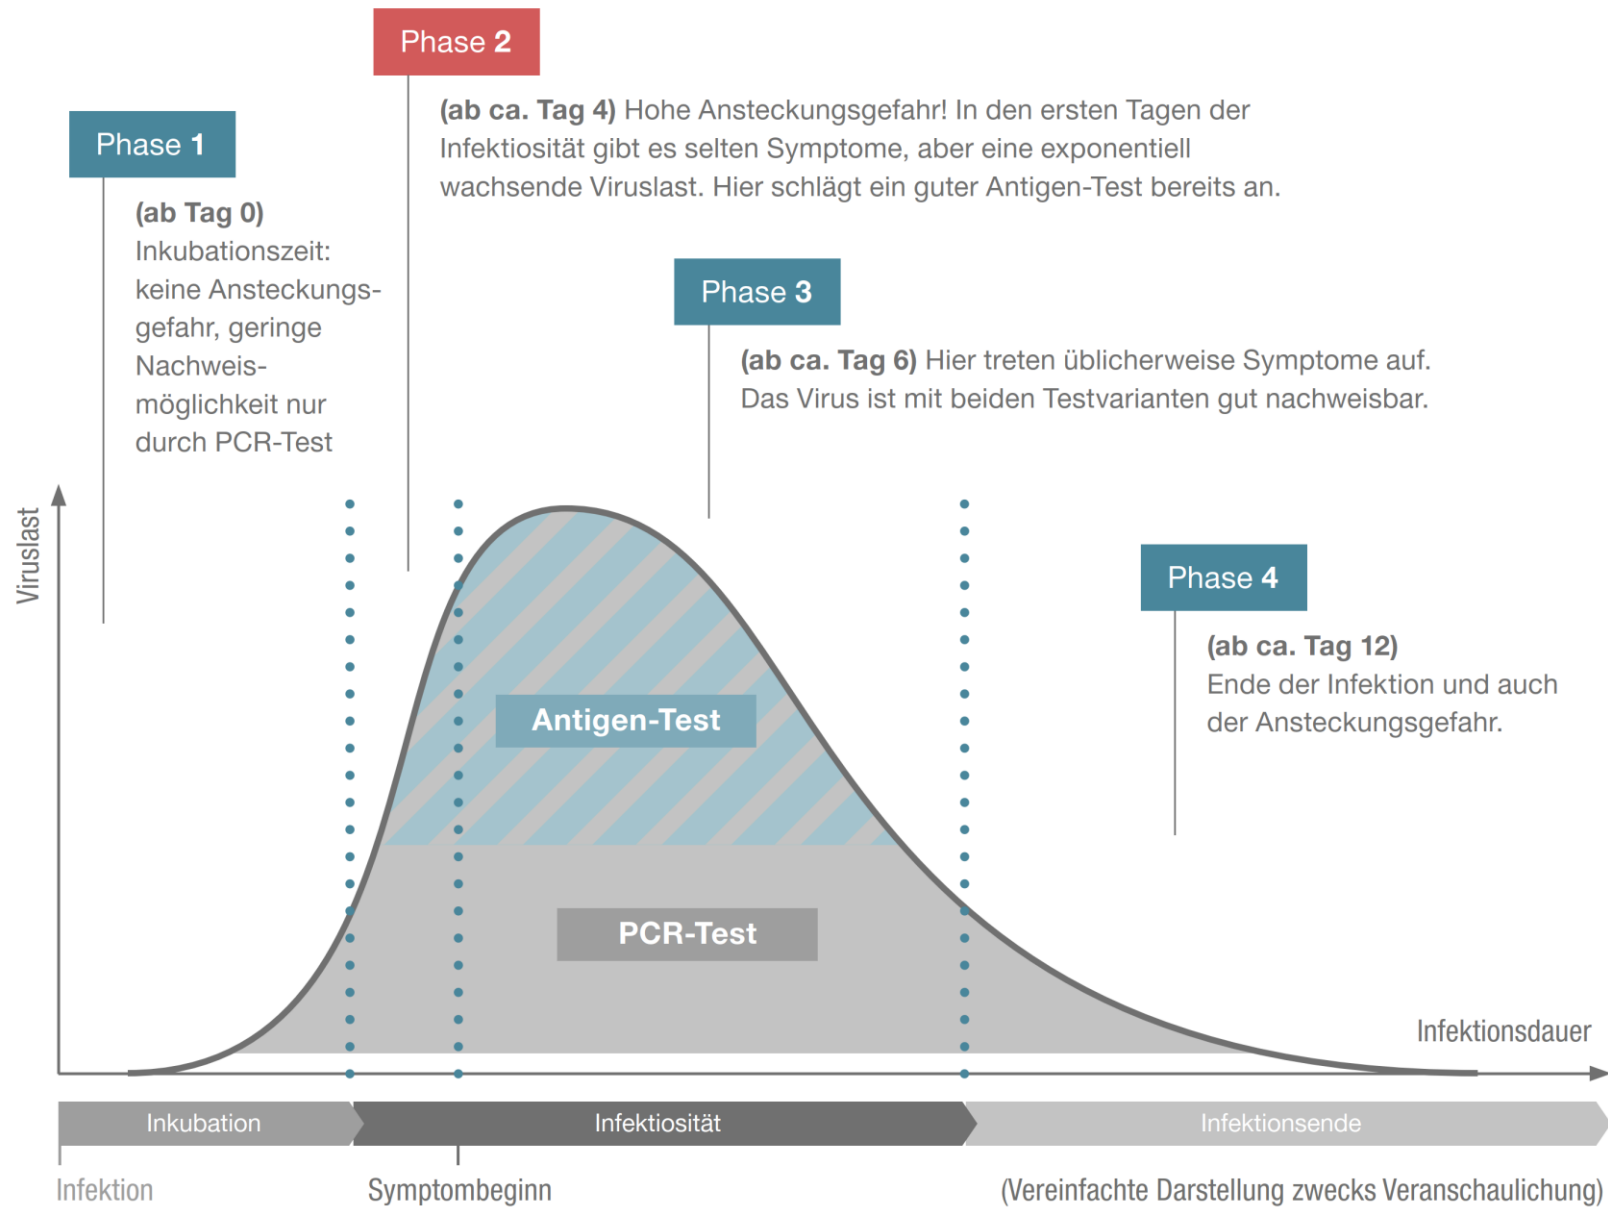 Phase 1
(ab Tag 0)
Inkubationszeit:
keine Ansteckungs-
gefahr, geringe
Nachweis-
möglichkeit nur
durch PCR-Test
Phase 2
(ab ca. Tag 4) Hohe Ansteckungsgefahr! In den ersten Tagen der
Infektiosität gibt es selten Symptome, aber eine exponentiell
wachsende Viruslast. Hier schlägt ein guter Antigen-Test bereits an.
Phase 3
(ab ca. Tag 6) Hier treten üblicherweise Symptome auf.
Das Virus ist mit beiden Testvarianten gut nachweisbar.
Phase 4
(ab ca. Tag 12)
Ende der Infektion und auch
der Ansteckungsgefahr.
Viruslast
Antigen-Test
PCR-Test
Infektionsdauer
Inkubation
Infektiosität
Infektionsende
Infektion
Symptombeginn
(Vereinfachte Darstellung zwecks Veranschaulichung)